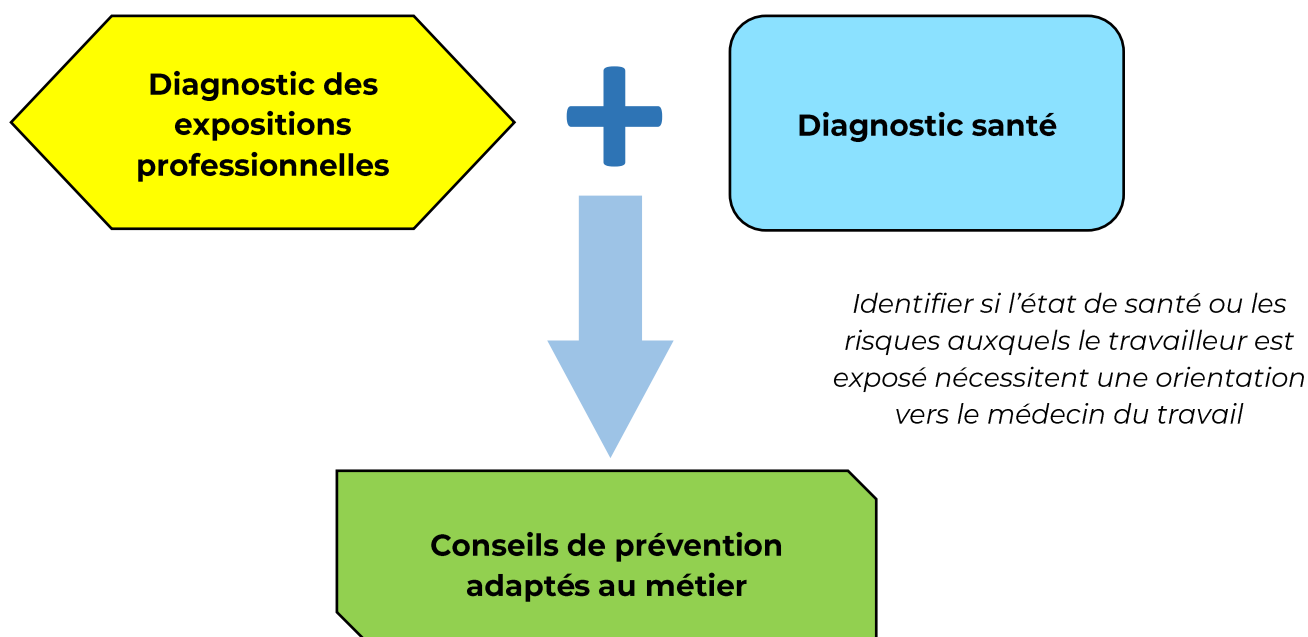 Diagnostic des
expositions
professionnelles
Diagnostic santé
Identifier si l’état de santé ou les
risques auxquels le travailleur est
exposé nécessitent une orientation
vers le médecin du travail
Conseils de prévention
adaptés au métier